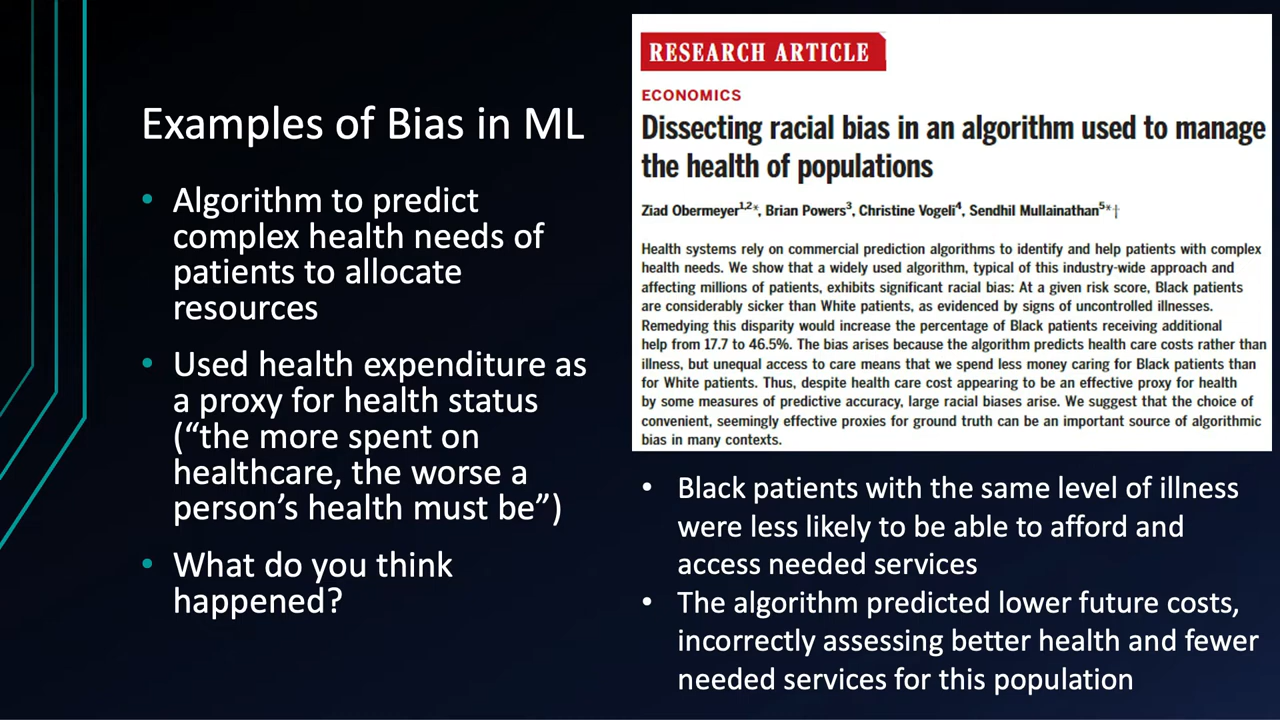 Examples of Bias in ML
• Algorithm to predict
complex health needs of
patients to allocate
resources
• Used health expenditure as
a proxy for health status
(“the more spent on
healthcare, the worse a
person’s health must be”)
• What do you think
happened?
RESEARCH ARTICLE
ECONOMICS
Dissecting racial bias in an algorithm used to manage
the health of populations
Ziad Obermeyer1,2*, Brian Powers3, Christine Vogeli4, Sendhil Mullainathan5*†
Health systems rely on commercial prediction algorithms to identify and help patients with complex
health needs. We show that a widely used algorithm, typical of this industry-wide approach and
affecting millions of patients, exhibits significant racial bias: At a given risk score, Black patients
are considerably sicker than White patients, as evidenced by signs of uncontrolled illnesses.
Remedying this disparity would increase the percentage of Black patients receiving additional
help from 17.7 to 46.5%. The bias arises because the algorithm predicts health care costs rather than
illness, but unequal access to care means that we spend less money caring for Black patients than
for White patients. Thus, despite health care cost appearing to be an effective proxy for health
by some measures of predictive accuracy, large racial biases arise. We suggest that the choice of
convenient, seemingly effective proxies for ground truth can be an important source of algorithmic
bias in many contexts.
• Black patients with the same level of illness
were less likely to be able to afford and
access needed services
• The algorithm predicted lower future costs,
incorrectly assessing better health and fewer
needed services for this population